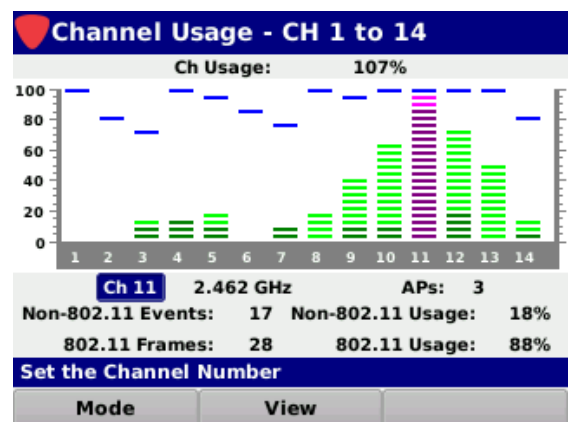 Channel Usage - CH 1 to 14
Ch Usage: 107%
100
80
60
40
20
0
1 2 3 4 5 6 7 8 9 10 11 12 13 14
Ch 11 2.462 GHz APs: 3
Non-802.11 Events: 17 Non-802.11 Usage: 18%
802.11 Frames: 28 802.11 Usage: 88%
Set the Channel Number
Mode View